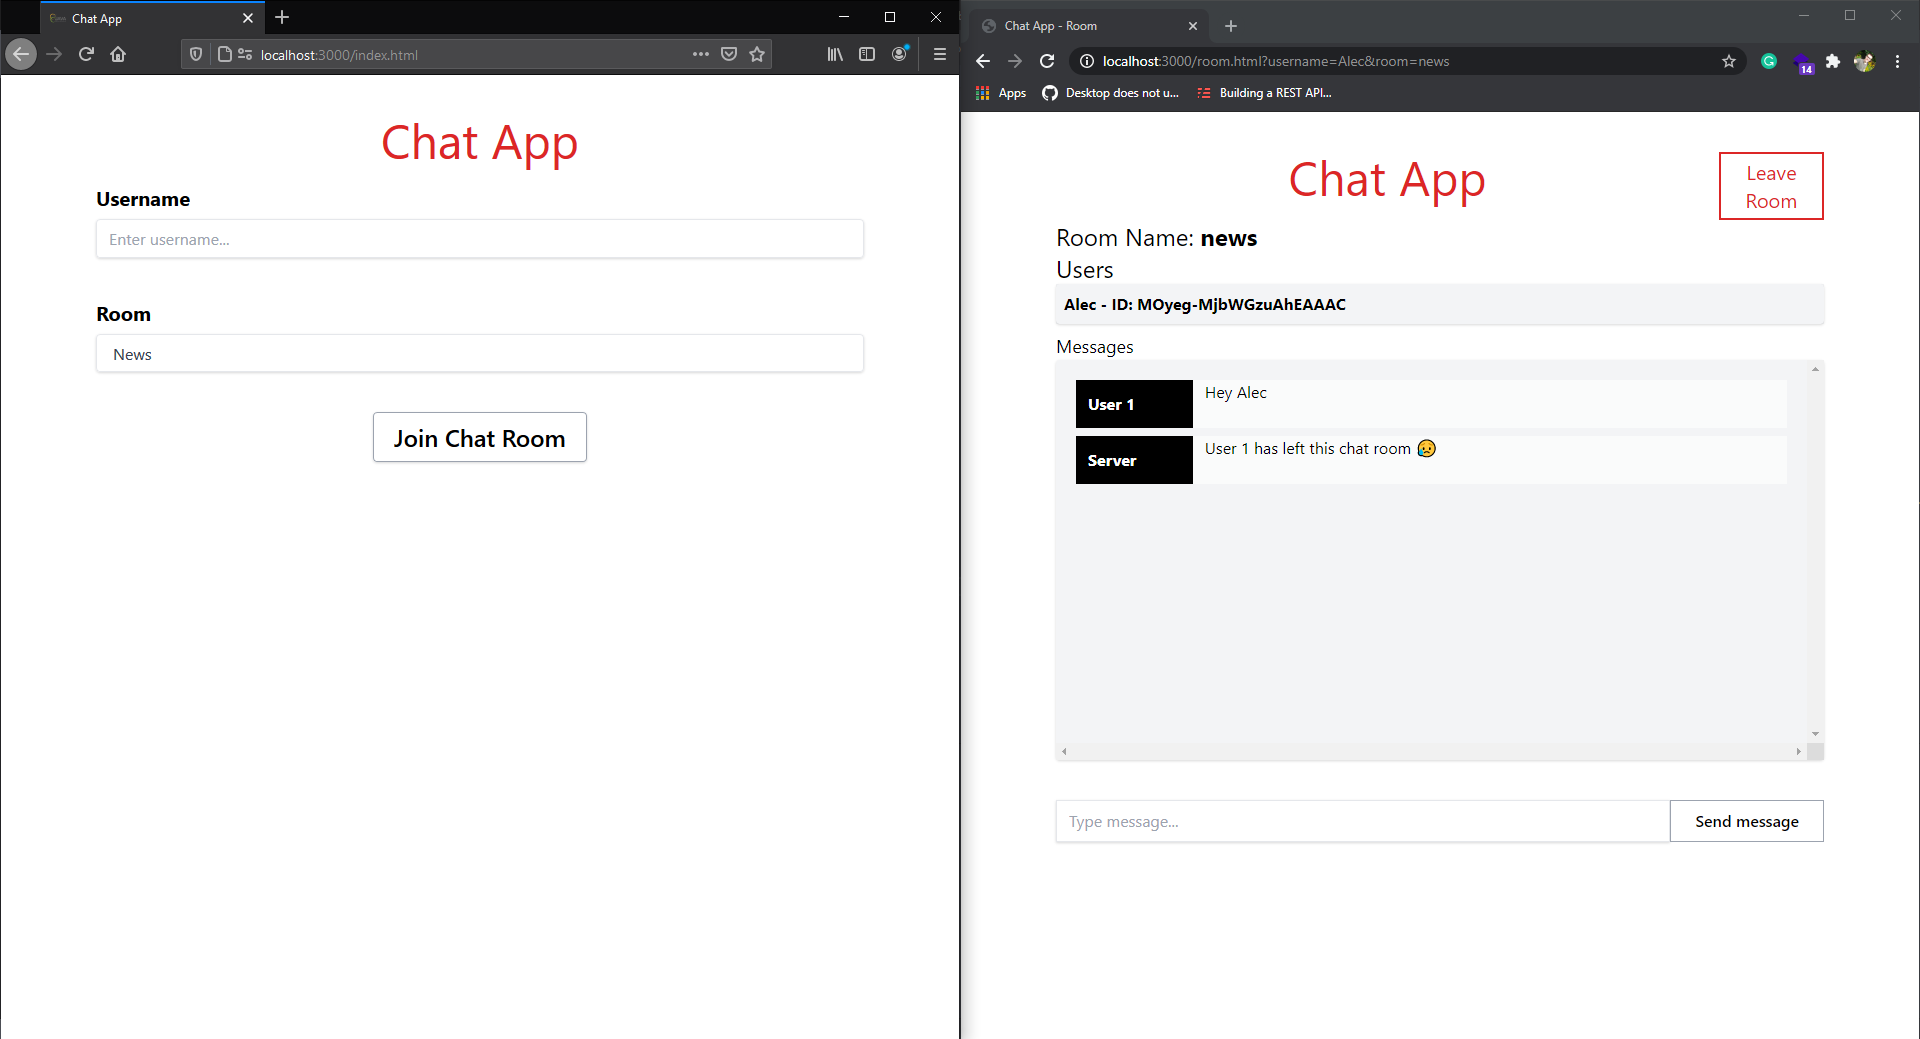 Chat App
localhost:3000/index.html
Chat App
Username
Enter username...
Room
News
Join Chat Room
Chat App - Room
localhost:3000/room.html?username=Alec&room=news
14
Apps
Desktop does not u...
Building a REST API...
Chat App
Leave
Room
Room Name: news
Users
Alec - ID: MOyeg-MjbWGzuAhEAAAC
Messages
User 1
Hey Alec
Server
User 1 has left this chat room 😥
Type message...
Send message